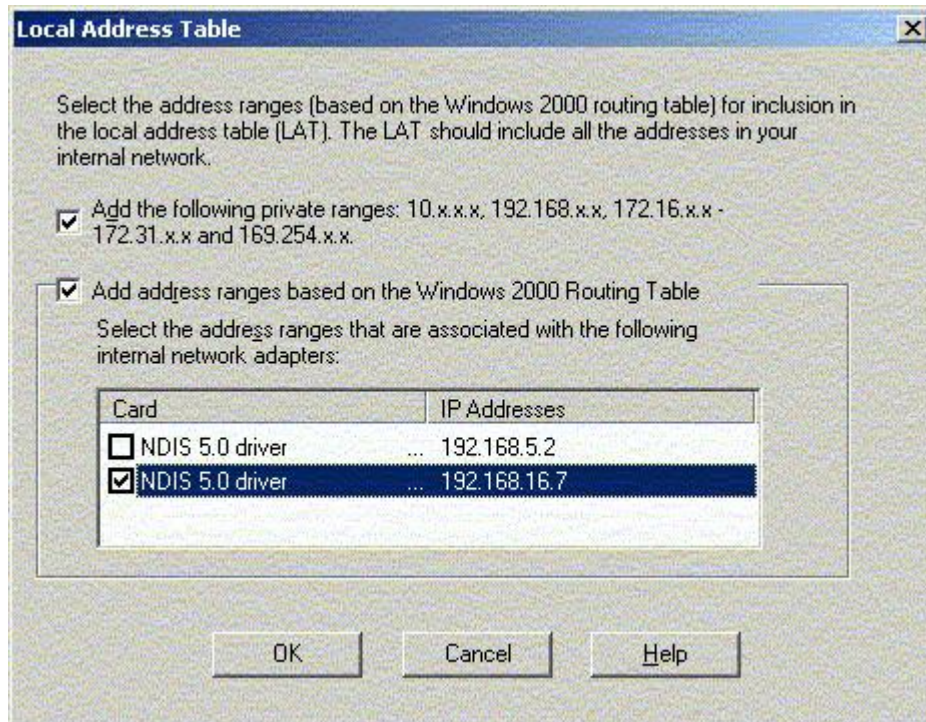 Local Address Table
Select the address ranges (based on the Windows 2000 routing table) for inclusion in
the local address table (LAT). The LAT should include all the addresses in your
internal network.
Add the following private ranges: 10.x.x.x, 192.168.x.x, 172.16.x.x -
172.31.x.x and 169.254.x.x.
Add address ranges based on the Windows 2000 Routing Table
Select the address ranges that are associated with the following
internal network adapters:
Card IP Addresses
NDIS 5.0 driver ... 192.168.5.2
NDIS 5.0 driver ... 192.168.16.7
OK Cancel Help